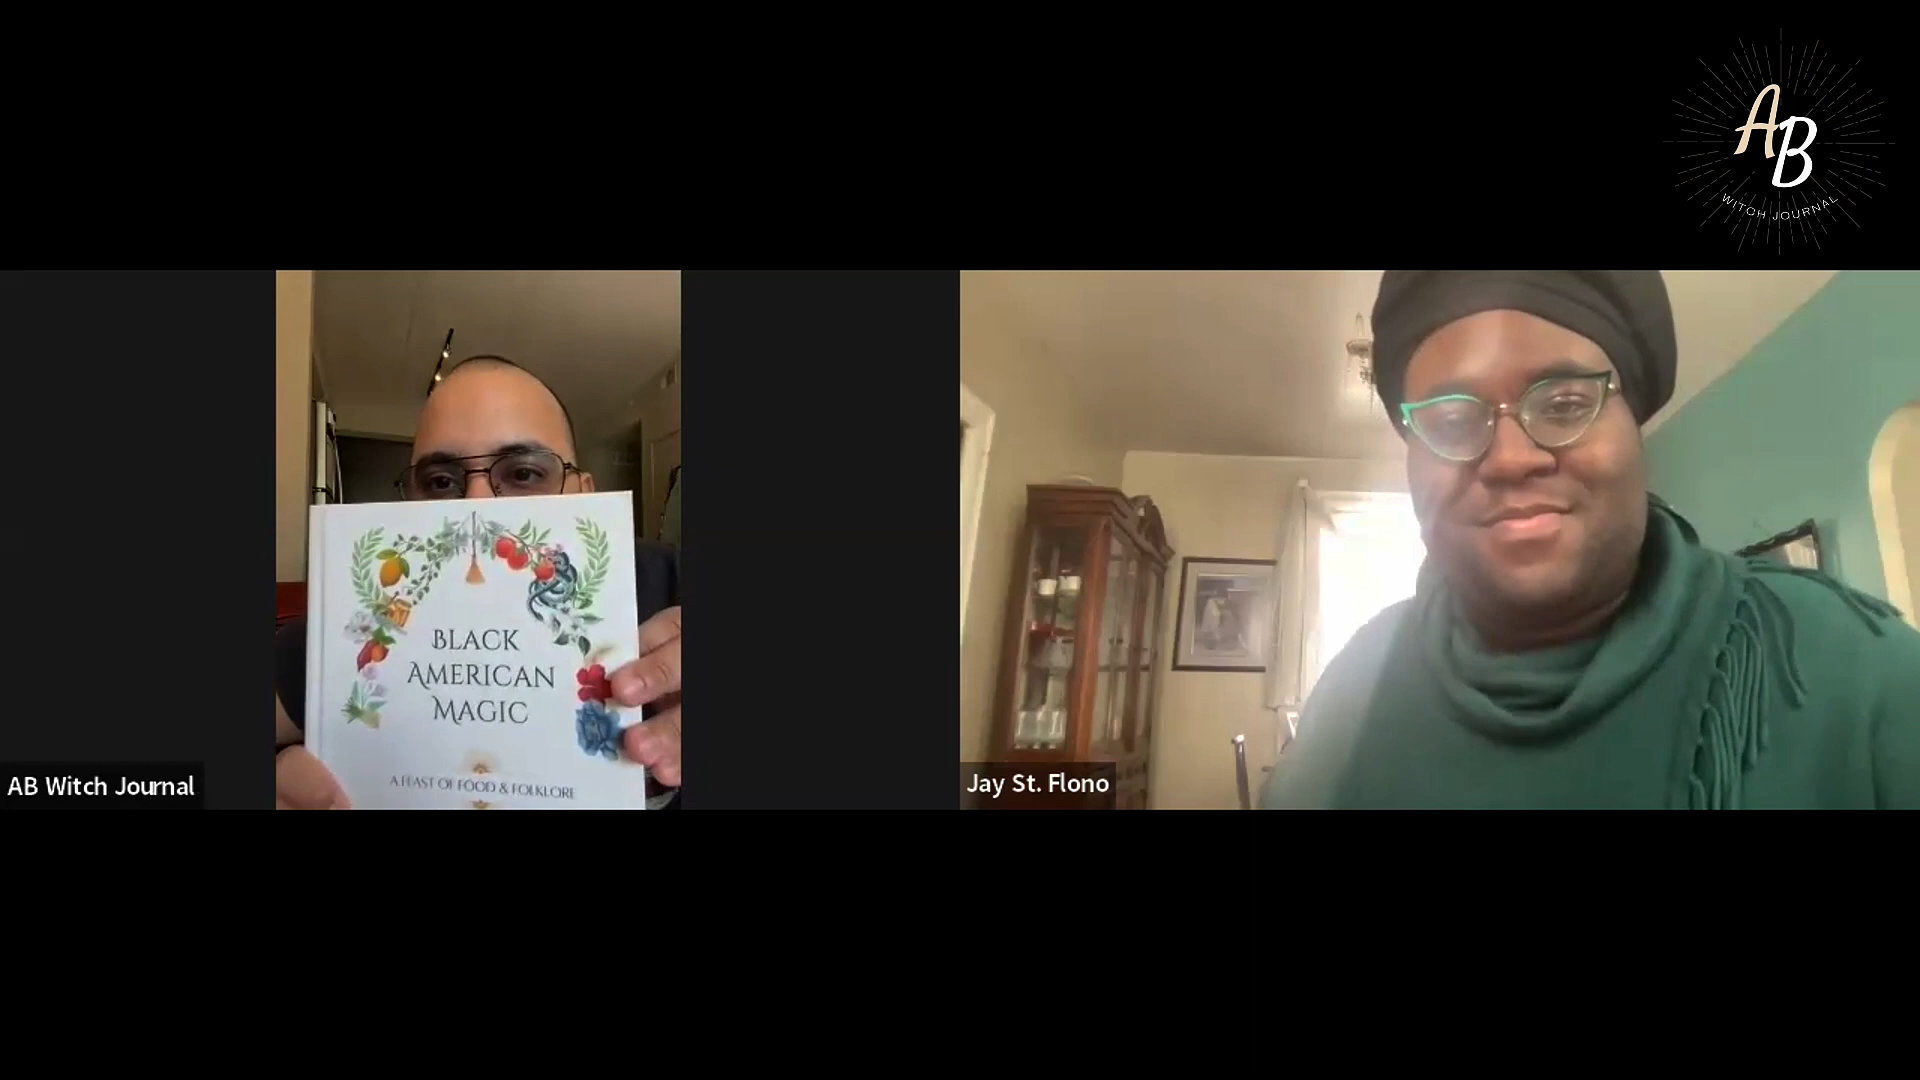 AB
WITCH JOURNAL
BLACK
AMERICAN
MAGIC
A FEAST OF FOOD & FOLKLORE
AB Witch Journal
Jay St. Flono